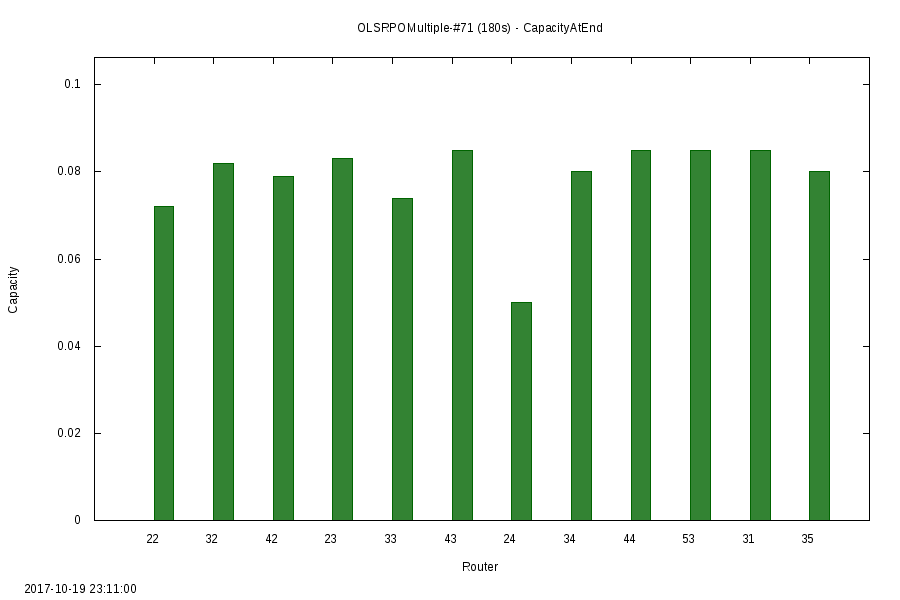 OLSRPOMultiple-#71 (180s) - CapacityAtEnd
0.1
0.08
0.06
0.04
0.02
0
Capacity
22 32 42 23 33 43 24 34 44 53 31 35
Router
2017-10-19 23:11:00